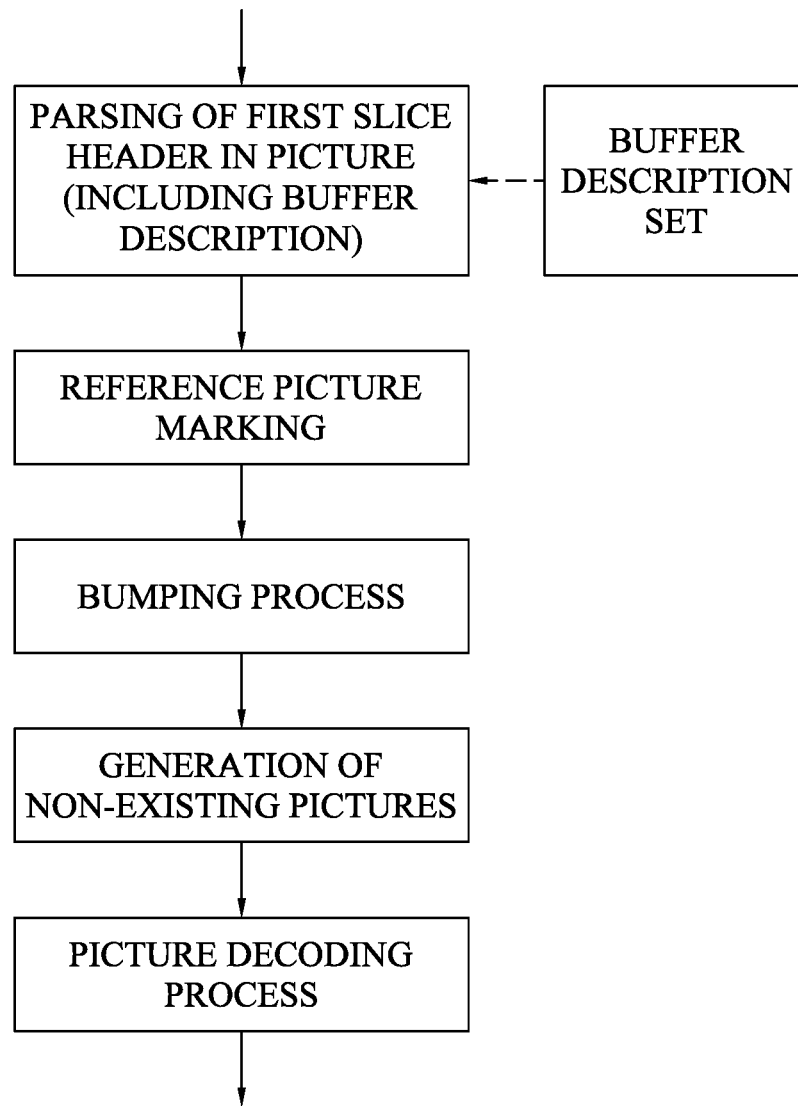 PARSING OF FIRST SLICE
HEADER IN PICTURE
(INCLUDING BUFFER
DESCRIPTION)
BUFFER
DESCRIPTION
SET
REFERENCE PICTURE
MARKING
BUMPING PROCESS
GENERATION OF
NON-EXISTING PICTURES
PICTURE DECODING
PROCESS